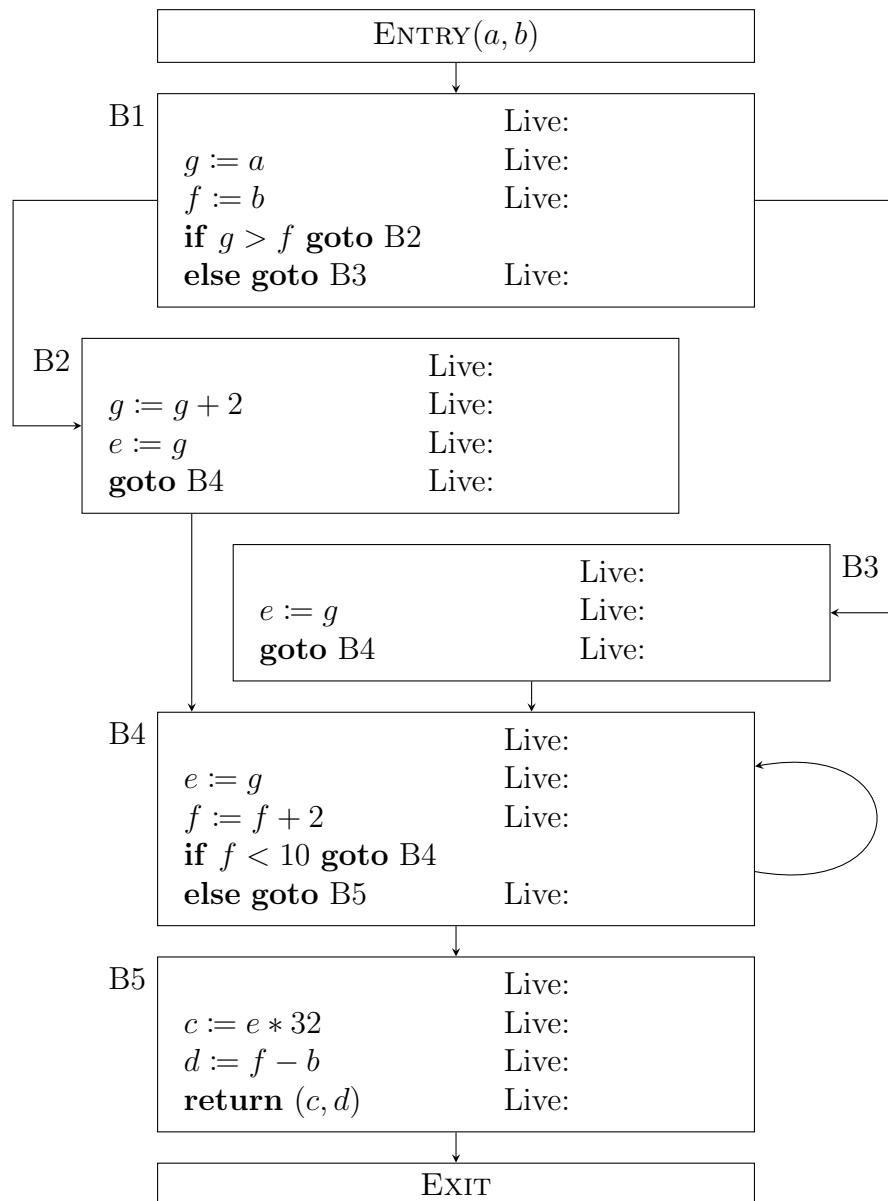 ENTRY(a, b)
B1
Live:
g := a Live:
f := b Live:
if g > f goto B2
else goto B3 Live:
B2
Live:
g := g + 2 Live:
e := g Live:
goto B4 Live:
B3
Live:
e := g Live:
goto B4 Live:
B4
Live:
e := g Live:
f := f + 2 Live:
if f < 10 goto B4
else goto B5 Live:
B5
Live:
c := e ∗ 32 Live:
d := f − b Live:
return (c, d) Live:
EXIT